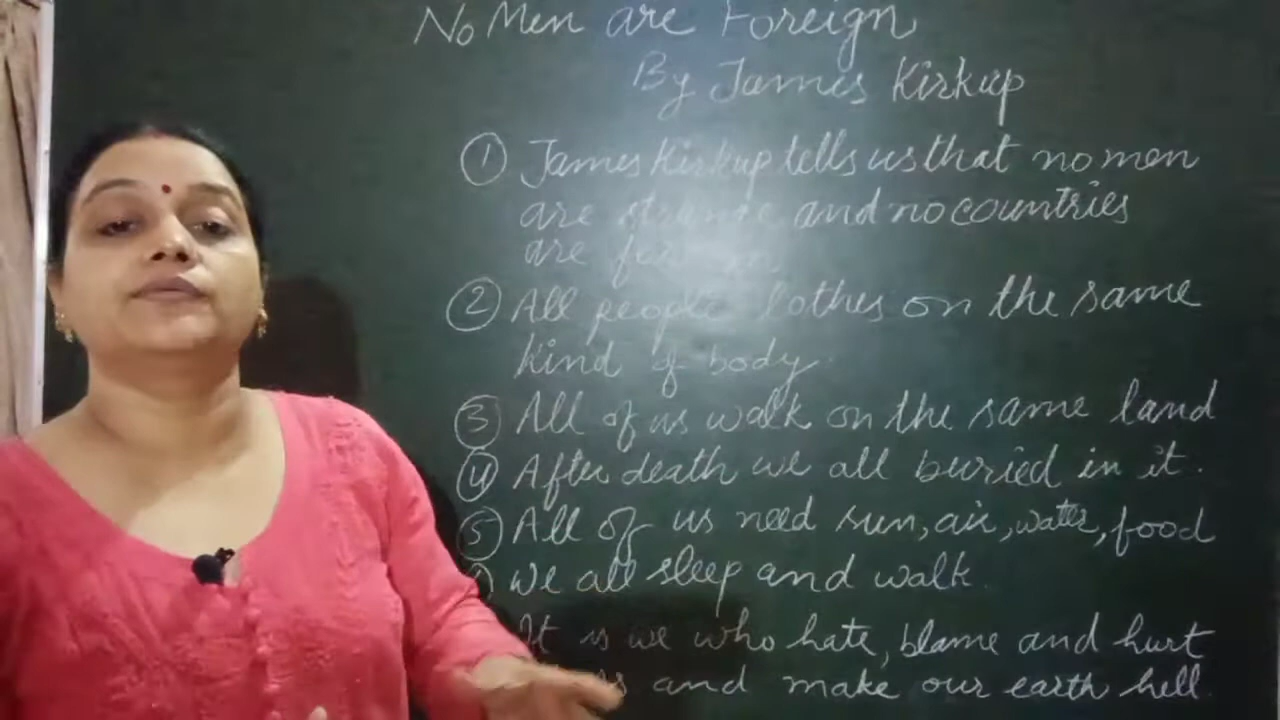 No Men are Foreign
By James Kirkup
① James Kirkup tells us that no men
are strange and no countries
are
② All people lothes on the same
kind of body.
③ All of us walk on the same land
④ After death we all buried in it.
⑤ All of us need sun, air, water, food
we all sleep and walk.
It is we who hate, blame and hurt
and make our earth hell.